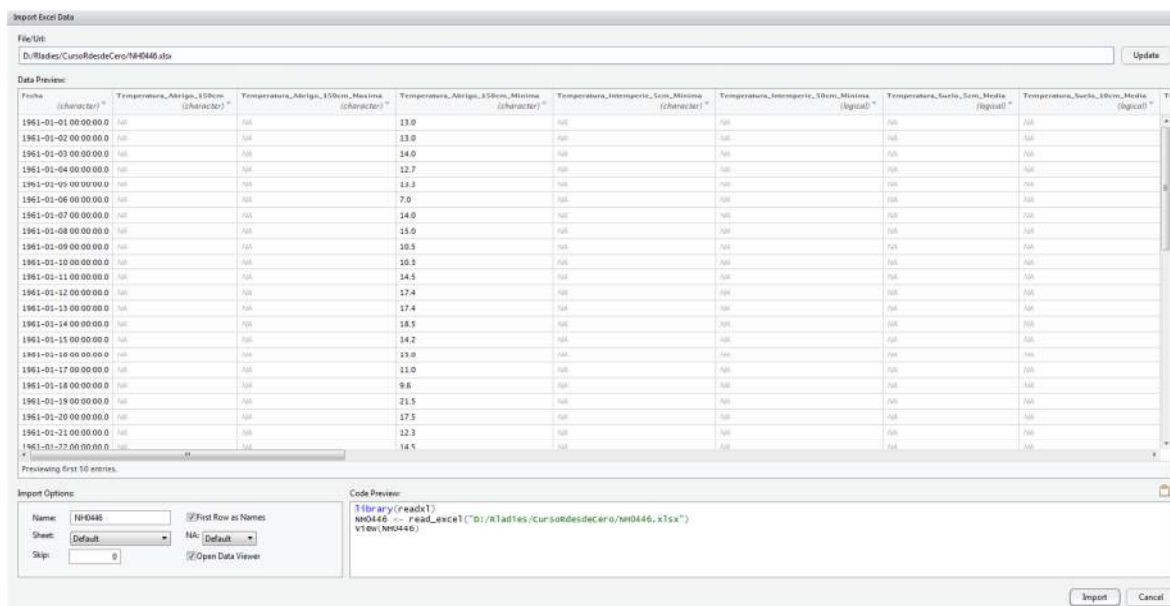 Import Excel Data
File/Url:
D:/Rladies/CursoRdesdeCero/NH0446.xlsx
Update
Data Preview:
Fecha Temperatura_Abrigo_150cm Temperatura_Abrigo_150cm_Maxima Temperatura_Abrigo_150cm_Minima Temperatura_Intemperie_5cm_Minima Temperatura_Intemperie_50cm_Minima Temperatura_Suelo_5cm_Media Temperatura_Suelo_10cm_Media
(character) (character) (character) (character) (character) (logical) (logical) (logical)
1961-01-01 00:00:00.0 NA NA 13.0 NA NA NA NA
1961-01-02 00:00:00.0 NA NA 13.0 NA NA NA NA
1961-01-03 00:00:00.0 NA NA 14.0 NA NA NA NA
1961-01-04 00:00:00.0 NA NA 12.7 NA NA NA NA
1961-01-05 00:00:00.0 NA NA 13.3 NA NA NA NA
1961-01-06 00:00:00.0 NA NA 7.0 NA NA NA NA
1961-01-07 00:00:00.0 NA NA 14.0 NA NA NA NA
1961-01-08 00:00:00.0 NA NA 15.0 NA NA NA NA
1961-01-09 00:00:00.0 NA NA 10.5 NA NA NA NA
1961-01-10 00:00:00.0 NA NA 10.3 NA NA NA NA
1961-01-11 00:00:00.0 NA NA 14.5 NA NA NA NA
1961-01-12 00:00:00.0 NA NA 17.4 NA NA NA NA
1961-01-13 00:00:00.0 NA NA 17.4 NA NA NA NA
1961-01-14 00:00:00.0 NA NA 18.5 NA NA NA NA
1961-01-15 00:00:00.0 NA NA 14.2 NA NA NA NA
1961-01-16 00:00:00.0 NA NA 15.0 NA NA NA NA
1961-01-17 00:00:00.0 NA NA 11.0 NA NA NA NA
1961-01-18 00:00:00.0 NA NA 9.8 NA NA NA NA
1961-01-19 00:00:00.0 NA NA 21.5 NA NA NA NA
1961-01-20 00:00:00.0 NA NA 17.5 NA NA NA NA
1961-01-21 00:00:00.0 NA NA 12.3 NA NA NA NA
1961-01-22 00:00:00.0 NA NA 14.5 NA NA NA NA
Previewing first 50 entries.
Import Options:
Name: NH0446 First Row as Names
Sheet: Default NA: Default
Skip: 0 Open Data Viewer
Code Preview:
library(readxl)
NH0446 <- read_excel("D:/Rladies/CursoRdesdeCero/NH0446.xlsx")
View(NH0446)
Import Cancel